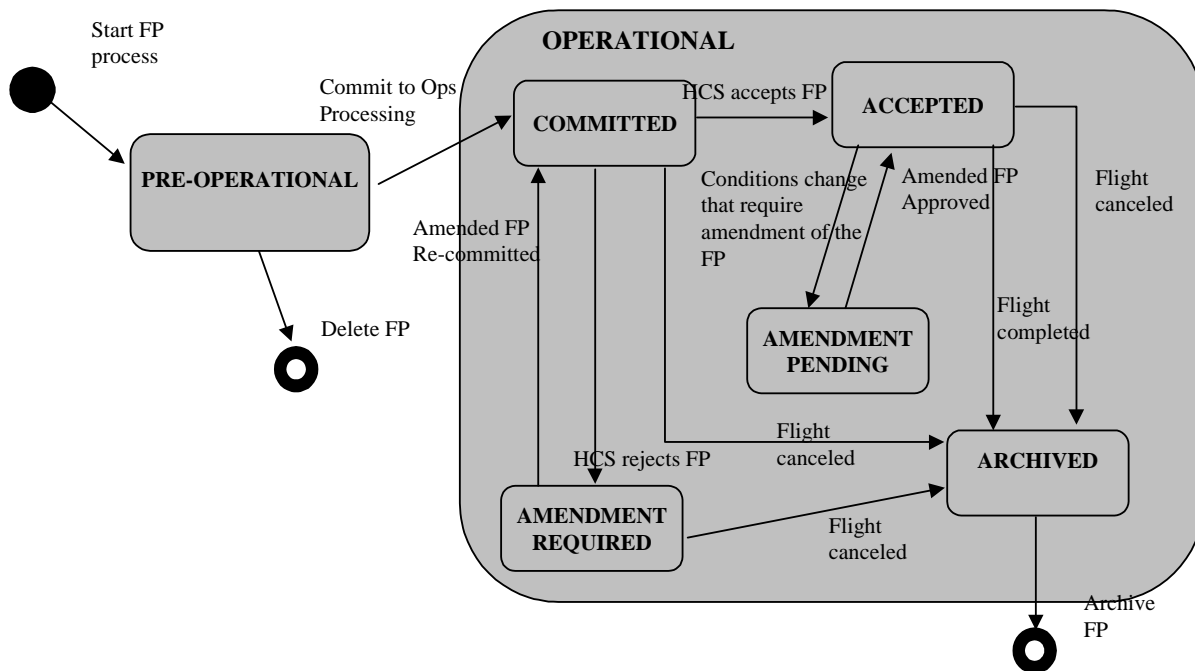 Start FP
process
OPERATIONAL
Commit to Ops
Processing
HCS accepts FP
COMMITTED
ACCEPTED
PRE-OPERATIONAL
Conditions change
that require
amendment of the
FP
Amended FP
Approved
Flight
canceled
Amended FP
Re-committed
Delete FP
AMENDMENT
PENDING
Flight
completed
Flight
canceled
HCS rejects FP
ARCHIVED
AMENDMENT
REQUIRED
Flight
canceled
Archive
FP